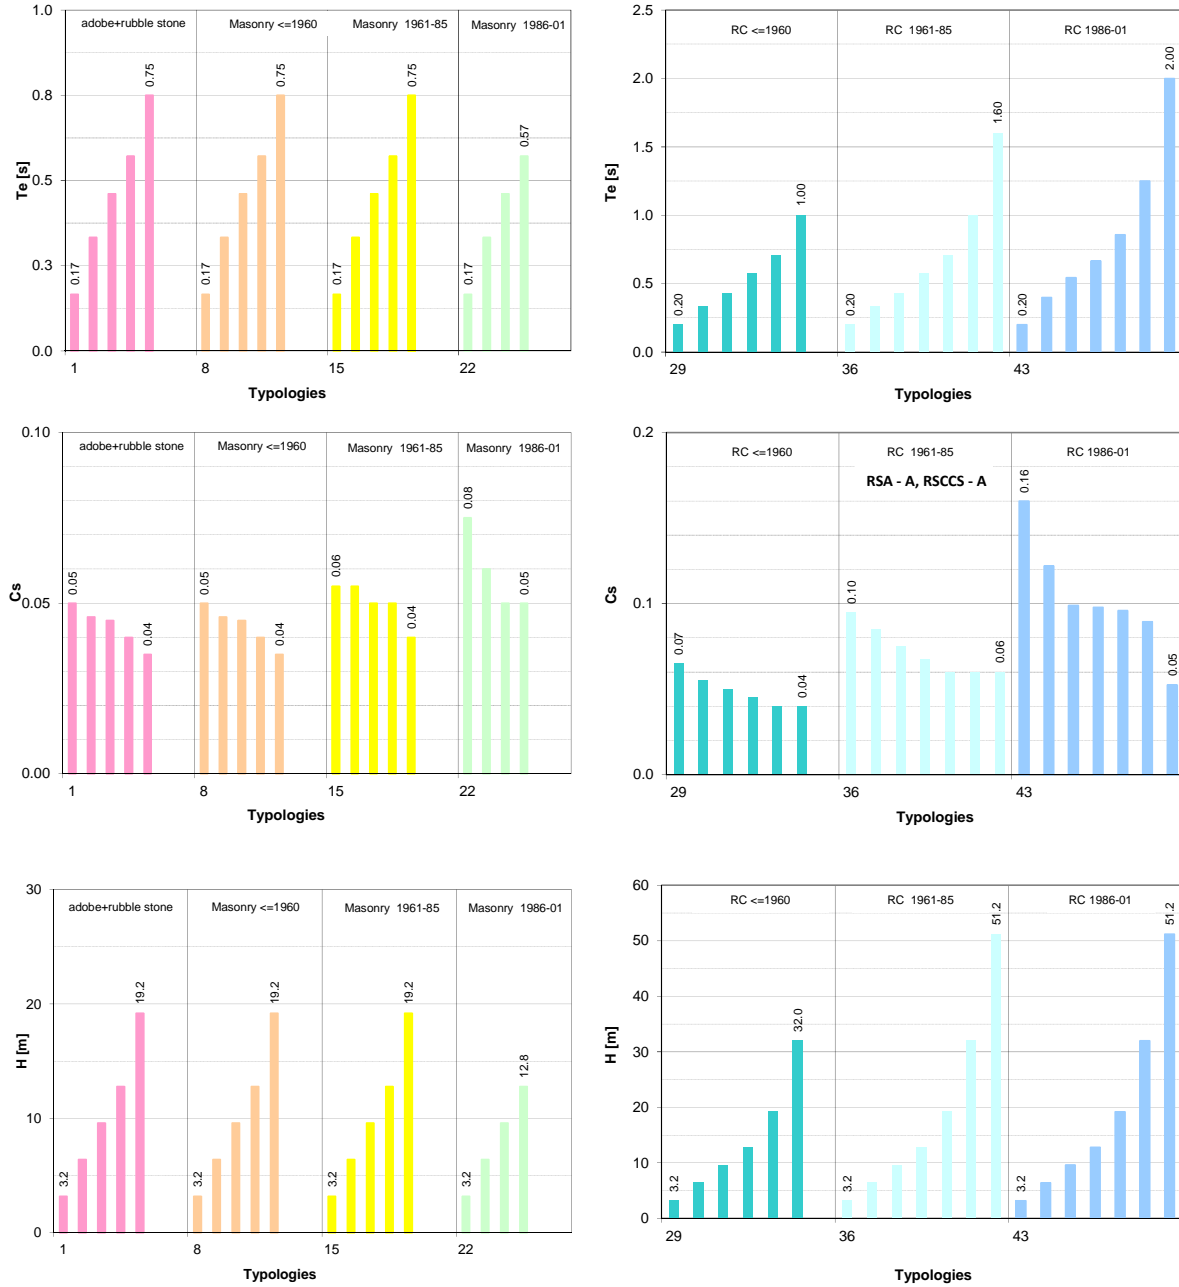 1.0
0.8
0.5
0.3
0.0
Te [s]
adobe+rubble stone
Masonry <=1960
Masonry 1961-85
Masonry 1986-01
0.17
0.75
0.17
0.75
0.17
0.75
0.17
0.57
1
8
15
22
Typologies
2.5
2.0
1.5
1.0
0.5
0.0
Te [s]
RC <=1960
RC 1961-85
RC 1986-01
0.20
1.00
0.20
1.60
0.20
2.00
29
36
43
Typologies
0.10
0.05
0.00
Cs
adobe+rubble stone
Masonry <=1960
Masonry 1961-85
Masonry 1986-01
0.05
0.04
0.05
0.04
0.06
0.04
0.08
0.05
1
8
15
22
Typologies
0.2
0.1
0.0
Cs
RC <=1960
RC 1961-85
RC 1986-01
RSA - A, RSCCS - A
0.07
0.04
0.10
0.06
0.16
0.05
29
36
43
Typologies
30
20
10
0
H [m]
adobe+rubble stone
Masonry <=1960
Masonry 1961-85
Masonry 1986-01
3.2
19.2
3.2
19.2
3.2
19.2
3.2
12.8
1
8
15
22
Typologies
60
50
40
30
20
10
0
H [m]
RC <=1960
RC 1961-85
RC 1986-01
3.2
32.0
3.2
51.2
3.2
51.2
29
36
43
Typologies